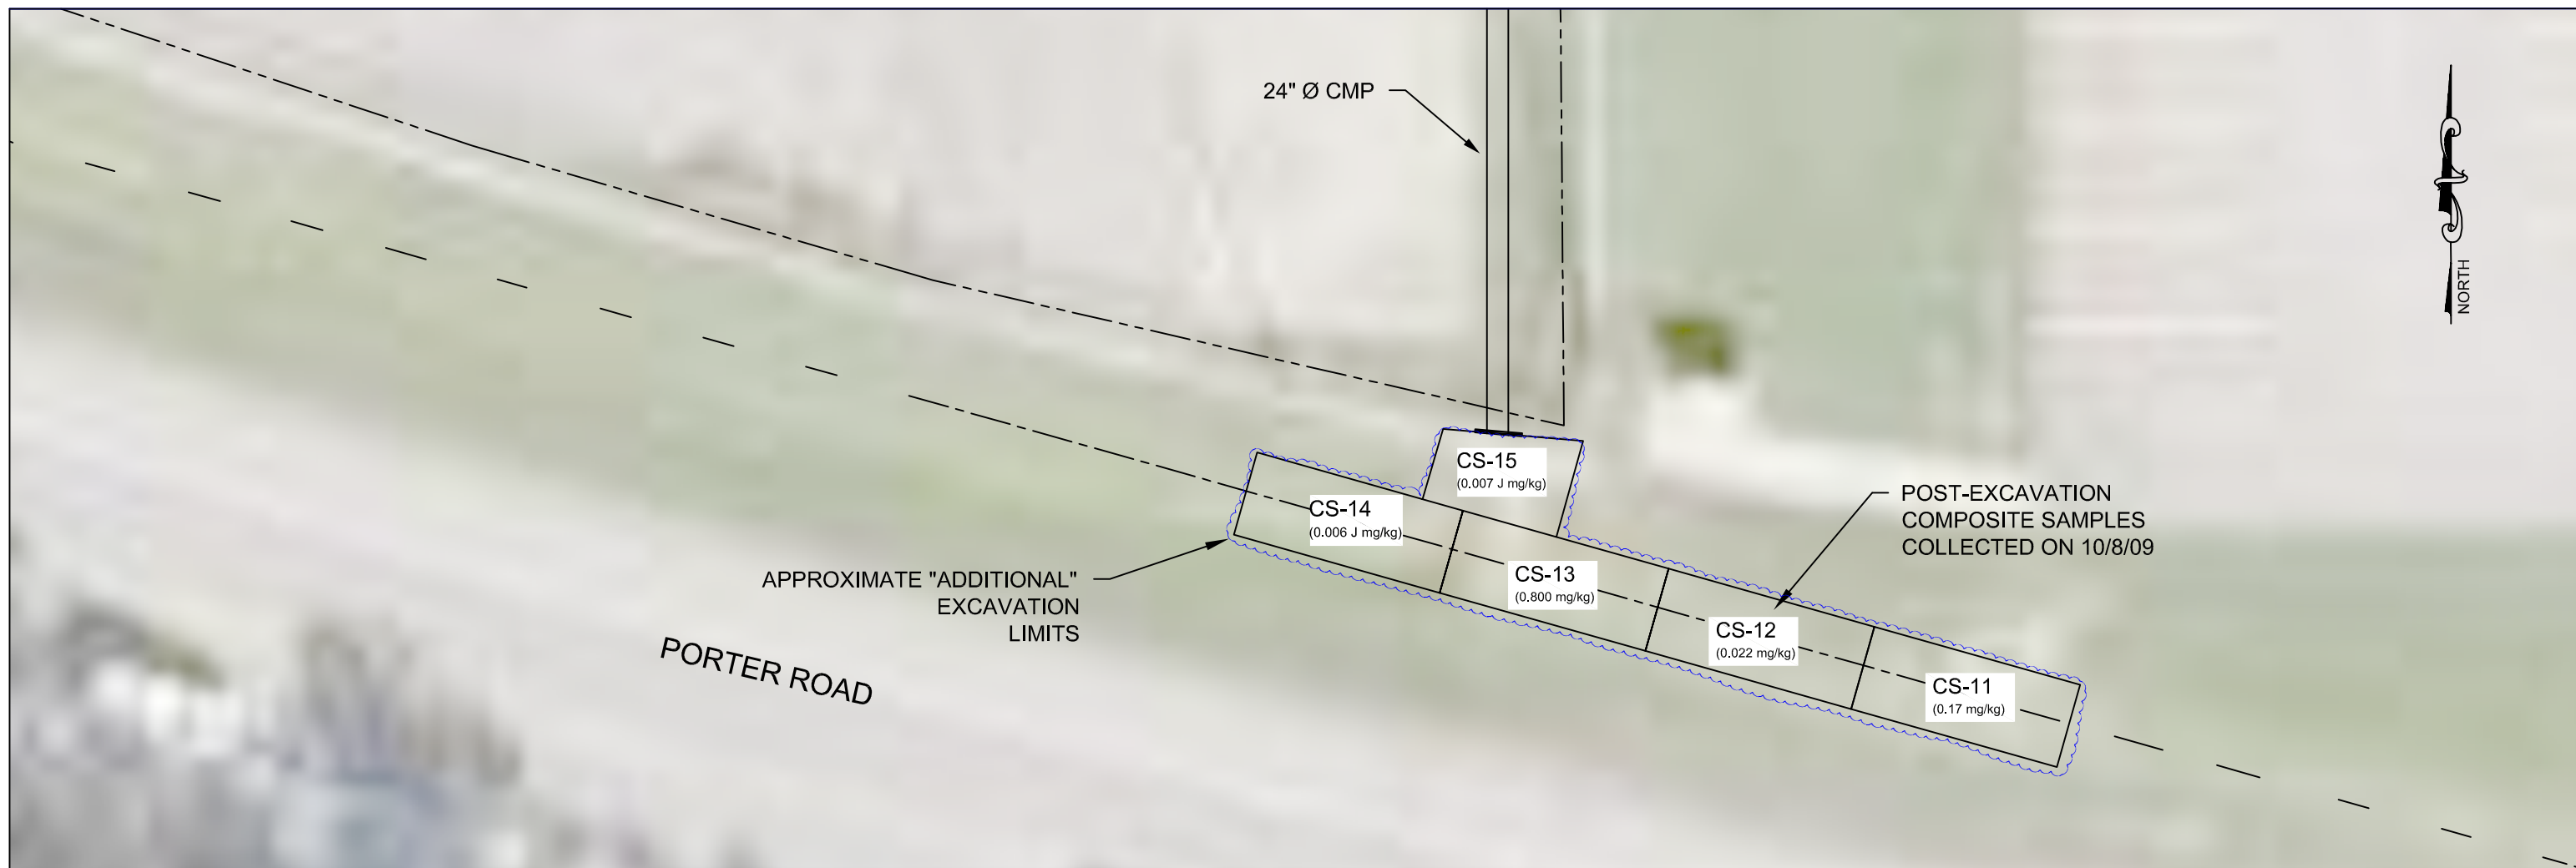 24" Ø CMP
NORTH
CS-15
(0.007 J mg/kg)
CS-14
(0.006 J mg/kg)
POST-EXCAVATION
COMPOSITE SAMPLES
COLLECTED ON 10/8/09
APPROXIMATE "ADDITIONAL"
EXCAVATION
LIMITS
CS-13
(0.800 mg/kg)
CS-12
(0.022 mg/kg)
CS-11
(0.17 mg/kg)
PORTER ROAD